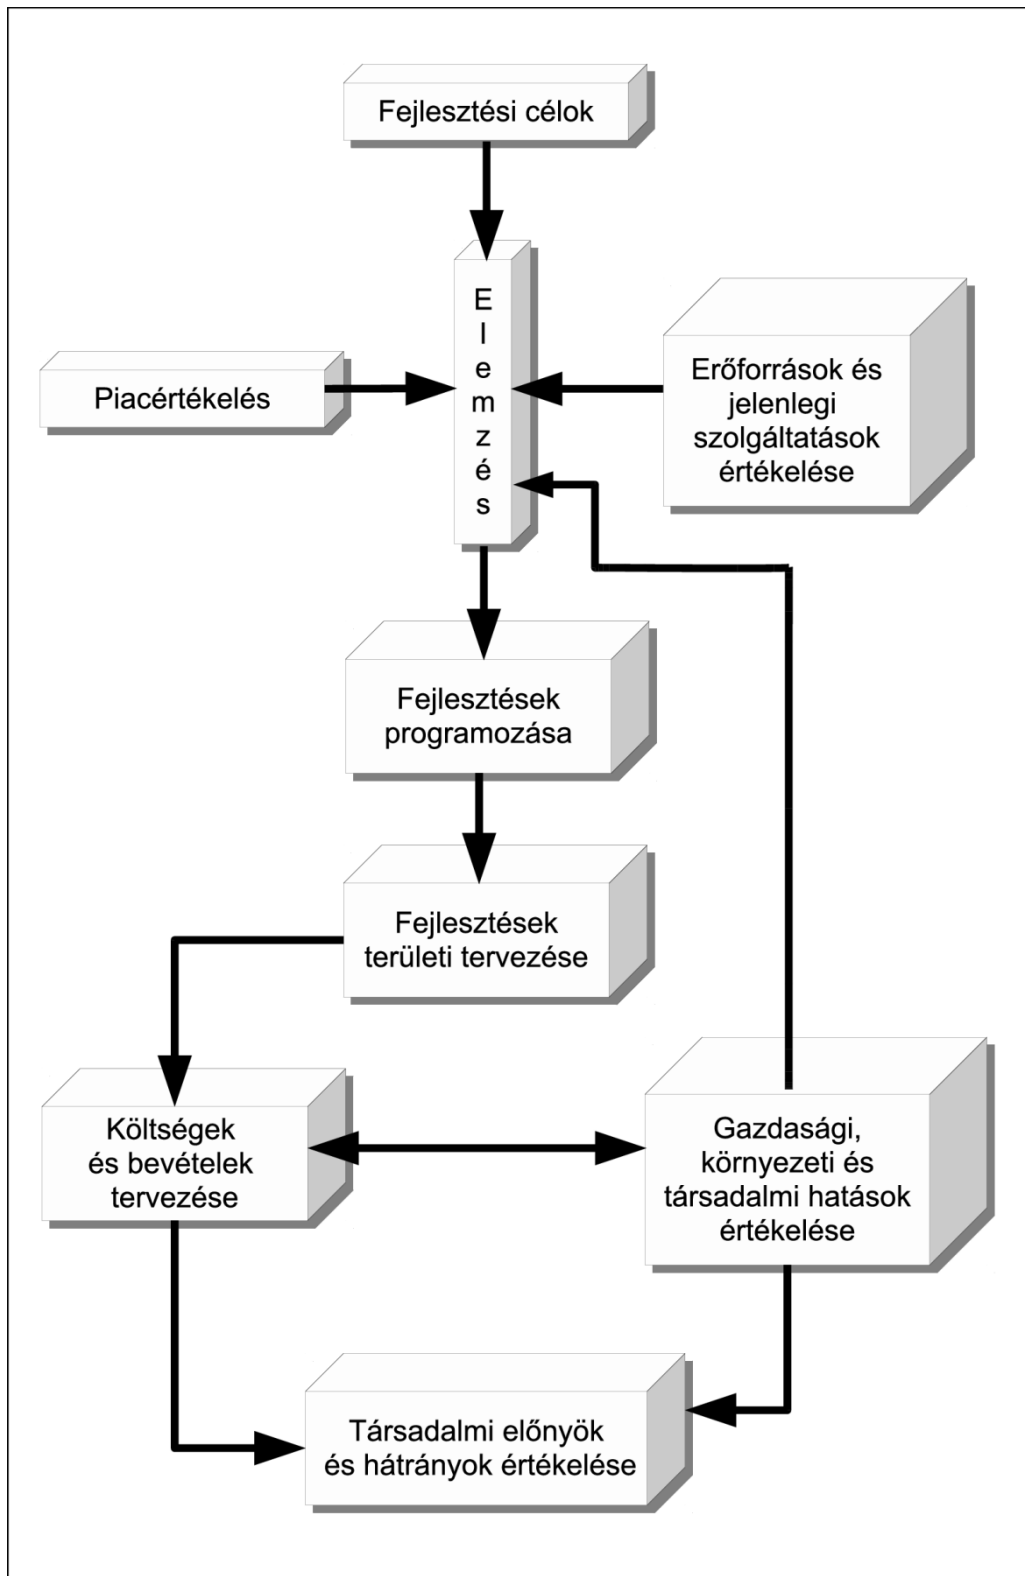 Fejlesztési célok
Elemzés
Piacértékelés
Erőforrások és
jelenlegi
szolgáltatások
értékelése
Fejlesztések
programozása
Fejlesztések
területi tervezése
Költségek
és bevételek
tervezése
Gazdasági,
környezeti és
társadalmi hatások
értékelése
Társadalmi előnyök
és hátrányok értékelése